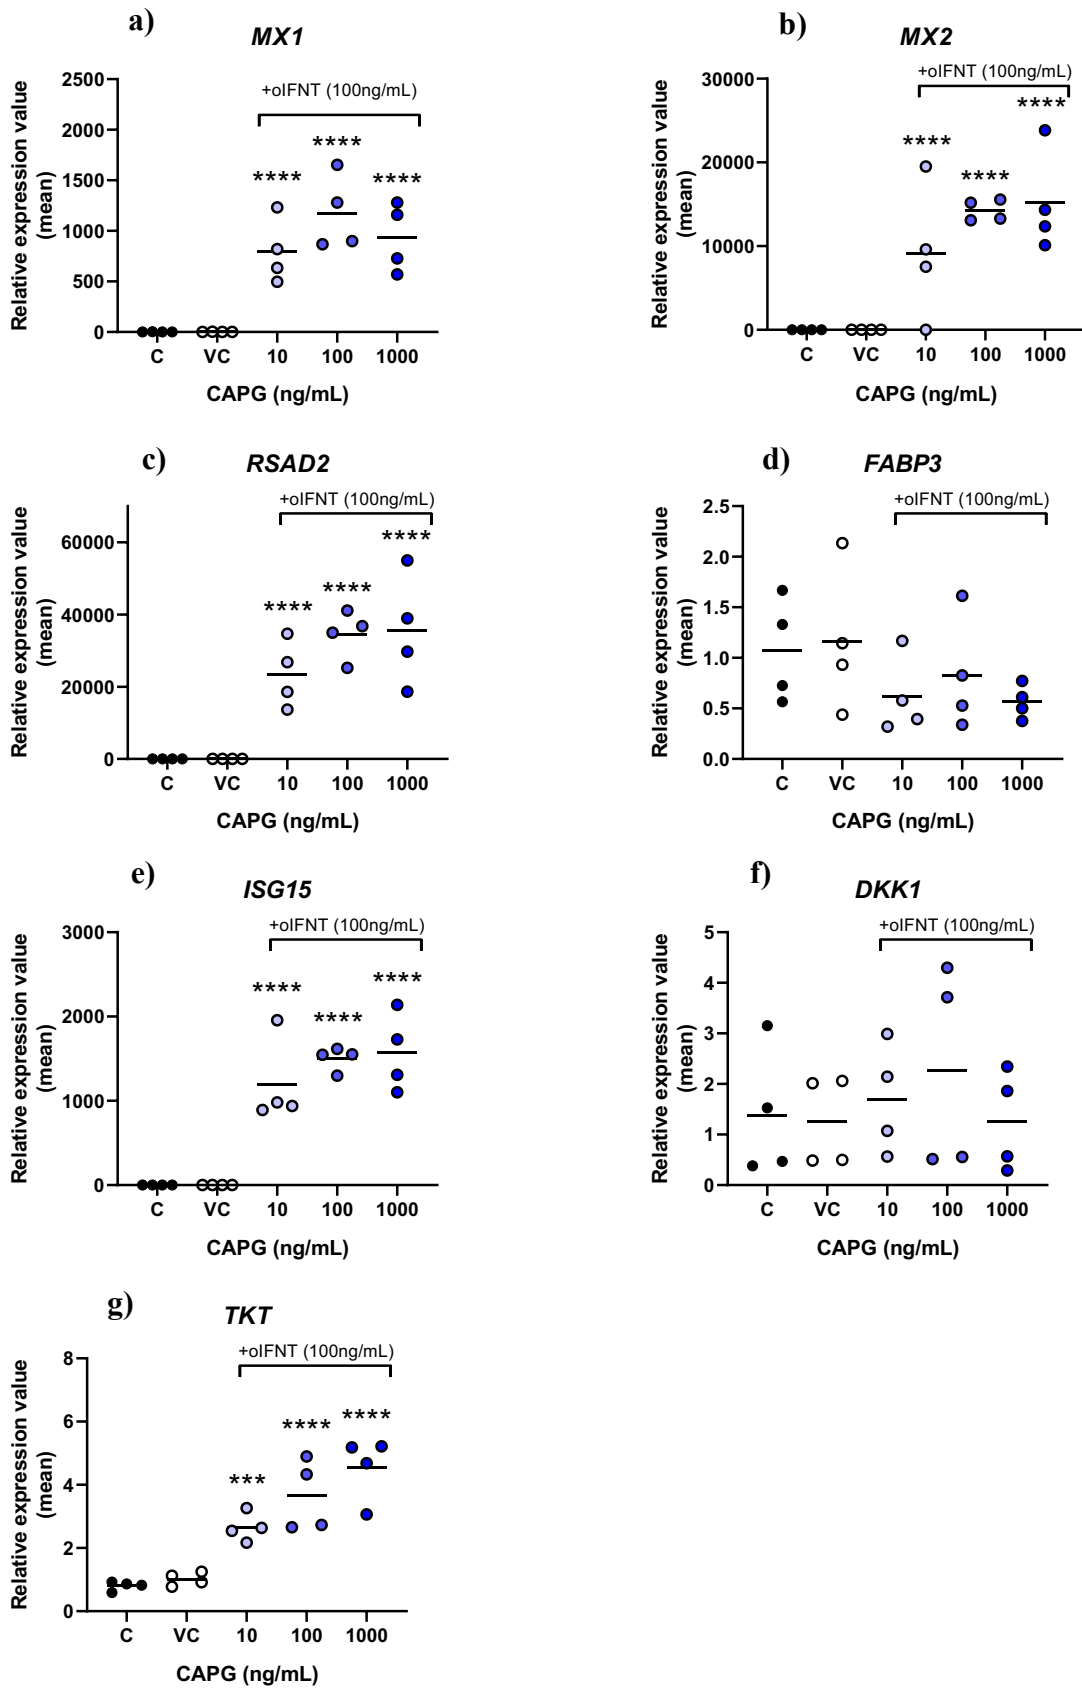 a)
MX1
+oIFNT (100ng/mL)
Relative expression value
(mean)
2500
2000
1500
1000
500
0
****
****
****
C VC 10 100 1000
CAPG (ng/mL)
b)
MX2
+oIFNT (100ng/mL)
Relative expression value
(mean)
30000
20000
10000
0
****
****
****
C VC 10 100 1000
CAPG (ng/mL)
c)
RSAD2
+oIFNT (100ng/mL)
Relative expression value
(mean)
60000
40000
20000
0
****
****
****
C VC 10 100 1000
CAPG (ng/mL)
d)
FABP3
+oIFNT (100ng/mL)
Relative expression value
(mean)
2.5
2.0
1.5
1.0
0.5
0.0
C VC 10 100 1000
CAPG (ng/mL)
e)
ISG15
+oIFNT (100ng/mL)
Relative expression value
(mean)
3000
2000
1000
0
****
****
****
C VC 10 100 1000
CAPG (ng/mL)
f)
DKK1
+oIFNT (100ng/mL)
Relative expression value
(mean)
5
4
3
2
1
0
C VC 10 100 1000
CAPG (ng/mL)
g)
TKT
+oIFNT (100ng/mL)
Relative expression value
(mean)
8
6
4
2
0
***
****
****
C VC 10 100 1000
CAPG (ng/mL)